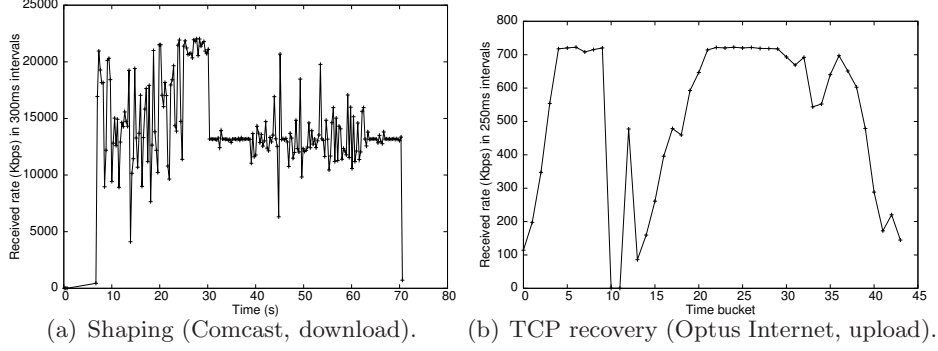 Received rate (Kbps) in 300ms intervals
25000
20000
15000
10000
5000
0
0 10 20 30 40 50 60 70 80
Time (s)
(a) Shaping (Comcast, download).
Received rate (Kbps) in 250ms intervals
800
700
600
500
400
300
200
100
0
0 5 10 15 20 25 30 35 40 45
Time bucket
(b) TCP recovery (Optus Internet, upload).